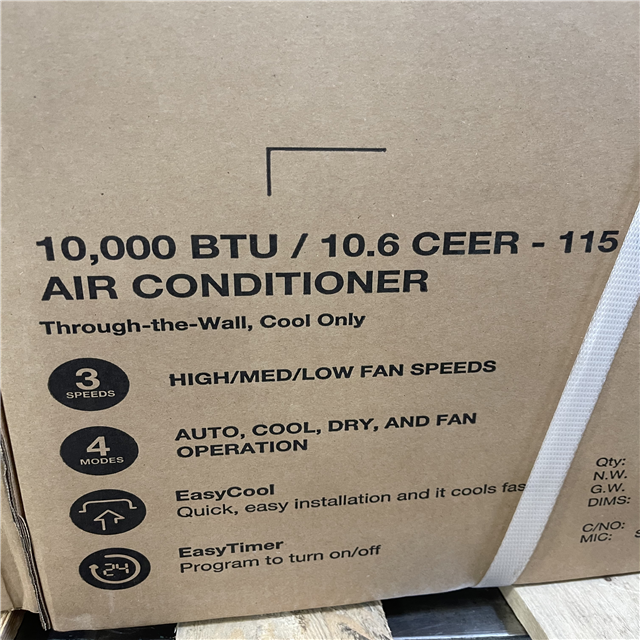 10,000 BTU / 10.6 CEER - 115
AIR CONDITIONER
Through-the-Wall, Cool Only
3
SPEEDS
HIGH/MED/LOW FAN SPEEDS
4
MODES
AUTO, COOL, DRY, AND FAN
OPERATION
EasyCool
Quick, easy installation and it cools fas
24
EasyTimer
Program to turn on/off
Qty:
N.W.
G.W.
DIMS:
C/NO:
MIC: S